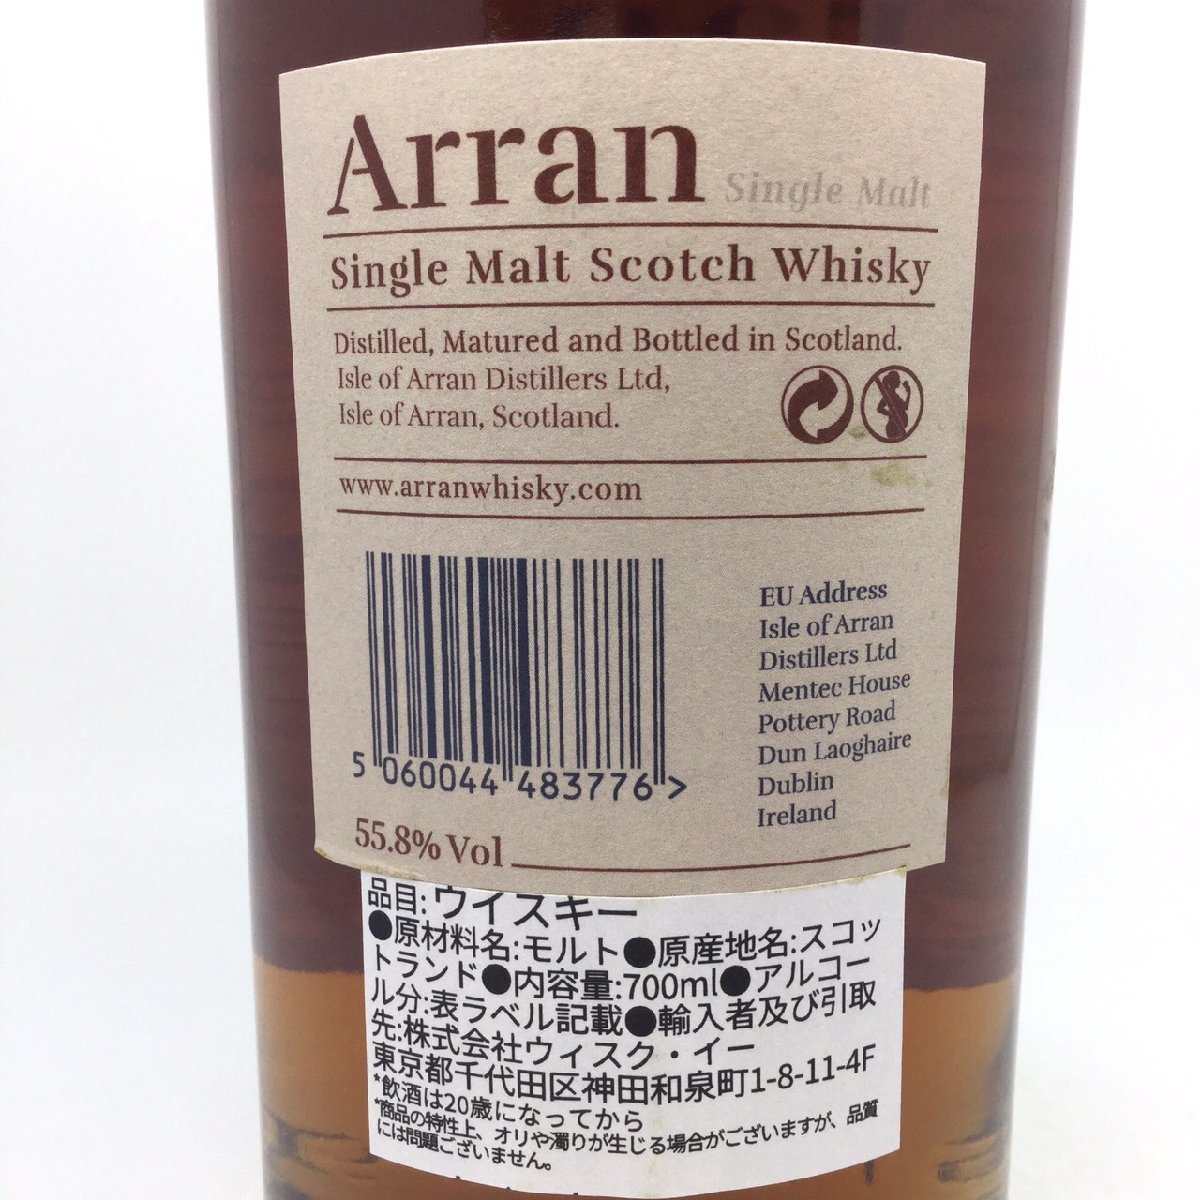 Arran Single Malt
Single Malt Scotch Whisky
Distilled, Matured and Bottled in Scotland.
Isle of Arran Distillers Ltd,
Isle of Arran, Scotland.
www.arranwhisky.com
5 060044 483776 >
EU Address
Isle of Arran
Distillers Ltd
Mentec House
Pottery Road
Dun Laoghaire
Dublin
Ireland
55.8% Vol
品目:ウイスキー
●原材料名:モルト●原産地名:スコッ
トランド●内容量:700ml●アルコー
ル分:表ラベル記載●輸入者及び引取
先:株式会社ウィスク・イー
東京都千代田区神田和泉町1-8-11-4F
*飲酒は20歳になってから
*商品の特性上、オリや濁りが生じる場合がございますが、品質
には問題ございません。